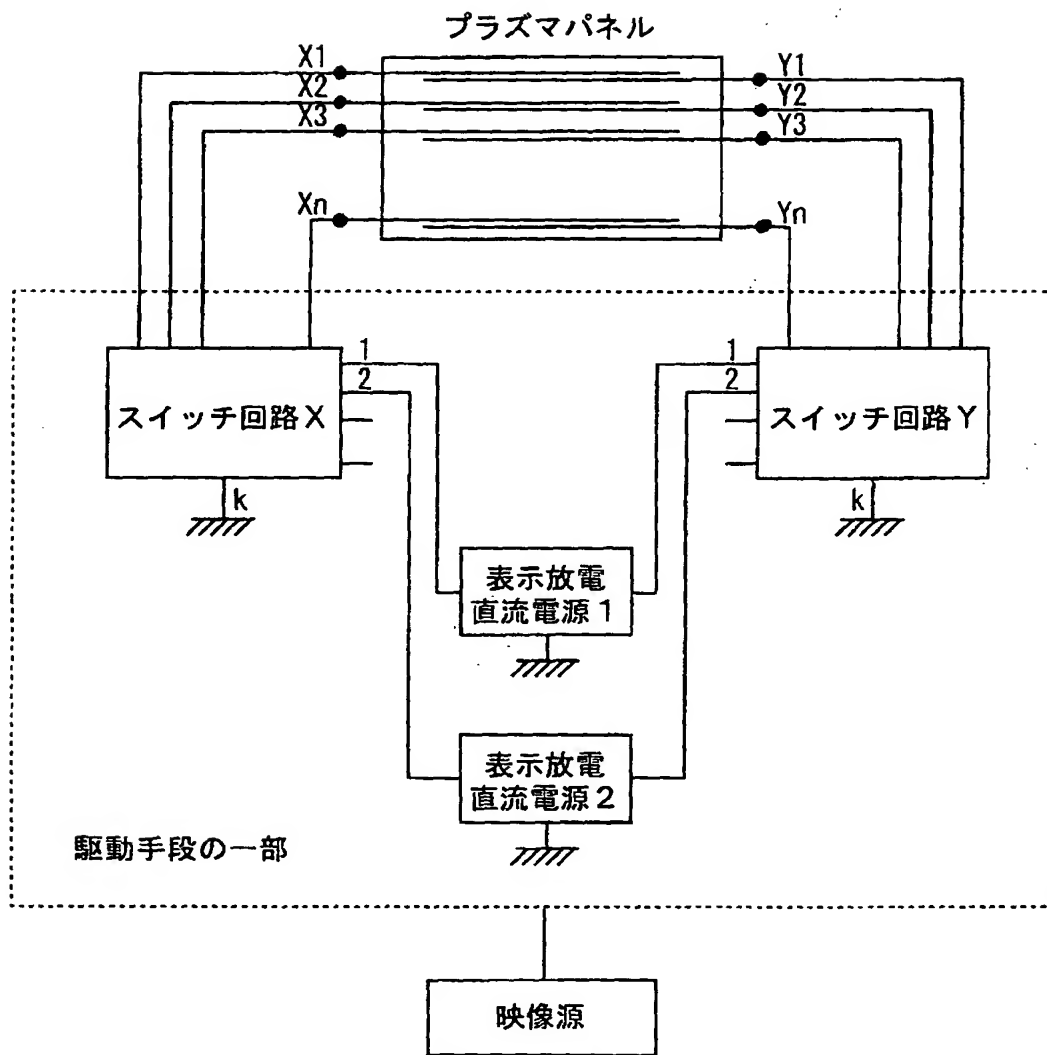 プラズマパネル
X1
X2
X3
Xn
Y1
Y2
Y3
Yn
1
2
スイッチ回路X
k
1
2
スイッチ回路Y
k
表示放電
直流電源1
表示放電
直流電源2
駆動手段の一部
映像源